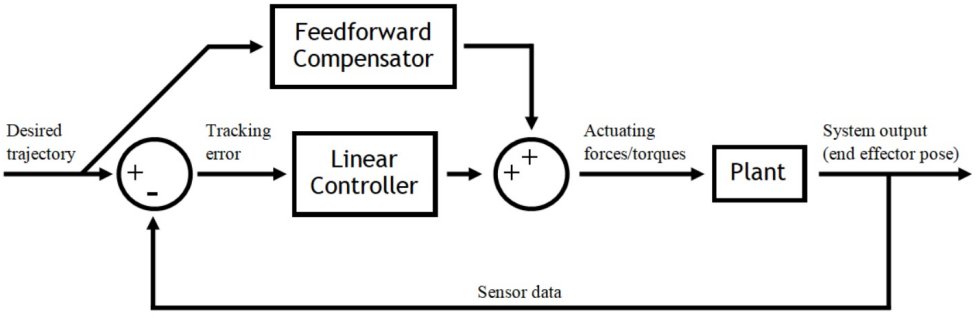 Feedforward
Compensator
Desired
trajectory
Tracking
error
Actuating
forces/torques
System output
(end effector pose)
+
-
Linear
Controller
+
+
Plant
Sensor data